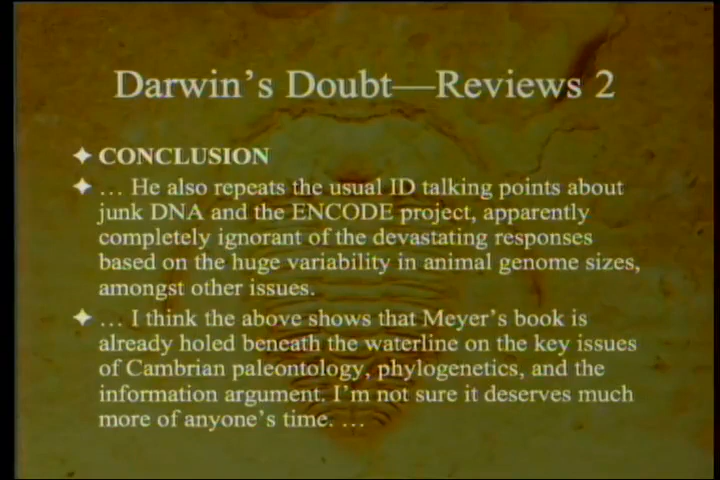 Darwin's Doubt—Reviews 2
CONCLUSION
… He also repeats the usual ID talking points about
junk DNA and the ENCODE project, apparently
completely ignorant of the devastating responses
based on the huge variability in animal genome sizes,
amongst other issues.
… I think the above shows that Meyer's book is
already holed beneath the waterline on the key issues
of Cambrian paleontology, phylogenetics, and the
information argument. I'm not sure it deserves much
more of anyone's time. …